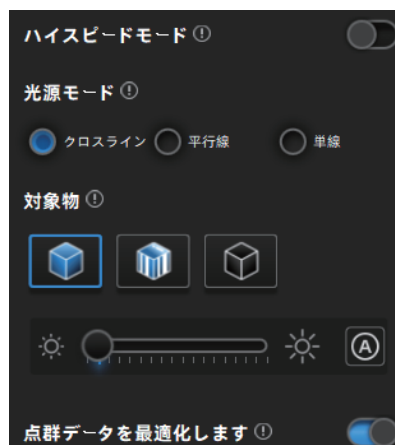 ハイスピードモード
光源モード
クロスライン 平行線 単線
対象物
A
点群データを最適化します